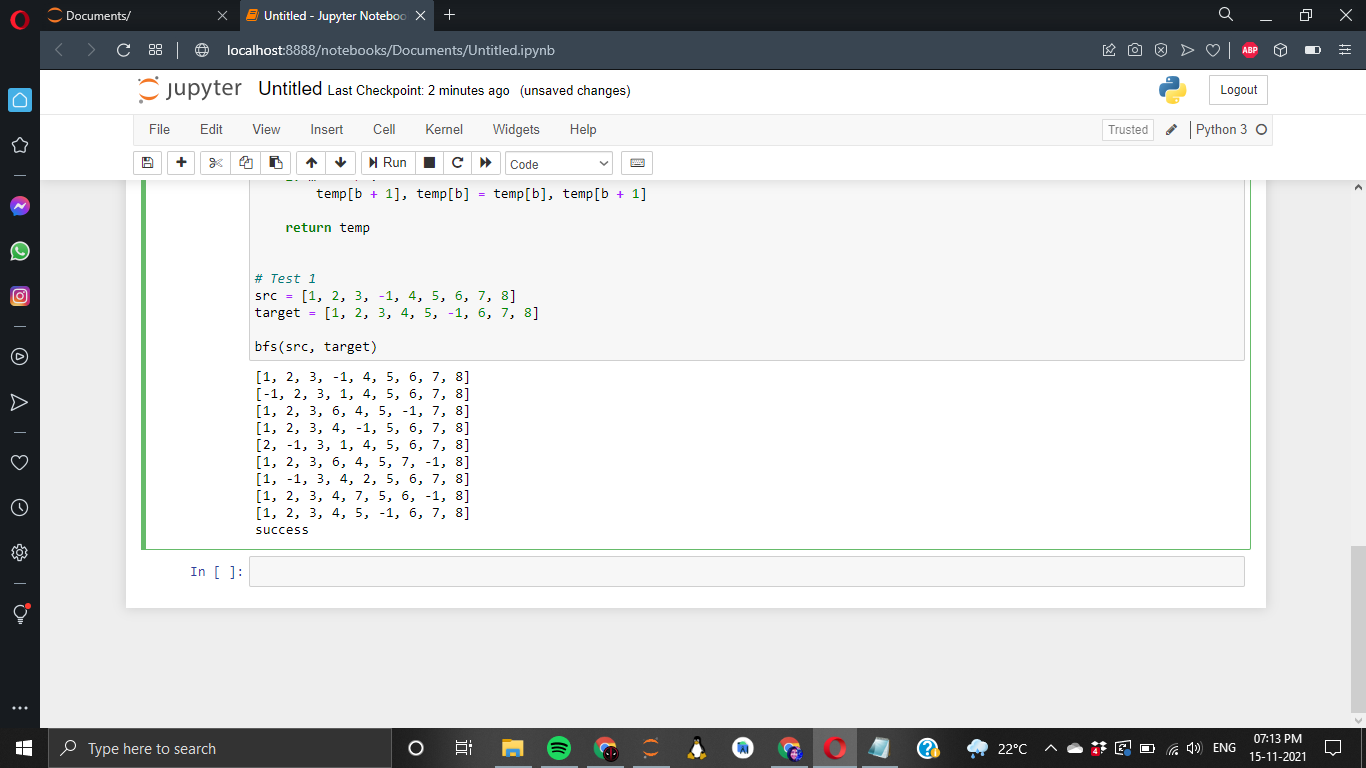 Documents/
Untitled - Jupyter Noteboo
localhost:8888/notebooks/Documents/Untitled.ipynb
ABP
jupyter Untitled Last Checkpoint: 2 minutes ago (unsaved changes)
Logout
File Edit View Insert Cell Kernel Widgets Help
Trusted
Python 3
Run
Code
temp[b + 1], temp[b] = temp[b], temp[b + 1]
return temp
# Test 1
src = [1, 2, 3, -1, 4, 5, 6, 7, 8]
target = [1, 2, 3, 4, 5, -1, 6, 7, 8]
bfs(src, target)
[1, 2, 3, -1, 4, 5, 6, 7, 8]
[-1, 2, 3, 1, 4, 5, 6, 7, 8]
[1, 2, 3, 6, 4, 5, -1, 7, 8]
[1, 2, 3, 4, -1, 5, 6, 7, 8]
[2, -1, 3, 1, 4, 5, 6, 7, 8]
[1, 2, 3, 6, 4, 5, 7, -1, 8]
[1, -1, 3, 4, 2, 5, 6, 7, 8]
[1, 2, 3, 4, 7, 5, 6, -1, 8]
[1, 2, 3, 4, 5, -1, 6, 7, 8]
success
In [ ]:
Type here to search
22°C
ENG
07:13 PM
15-11-2021